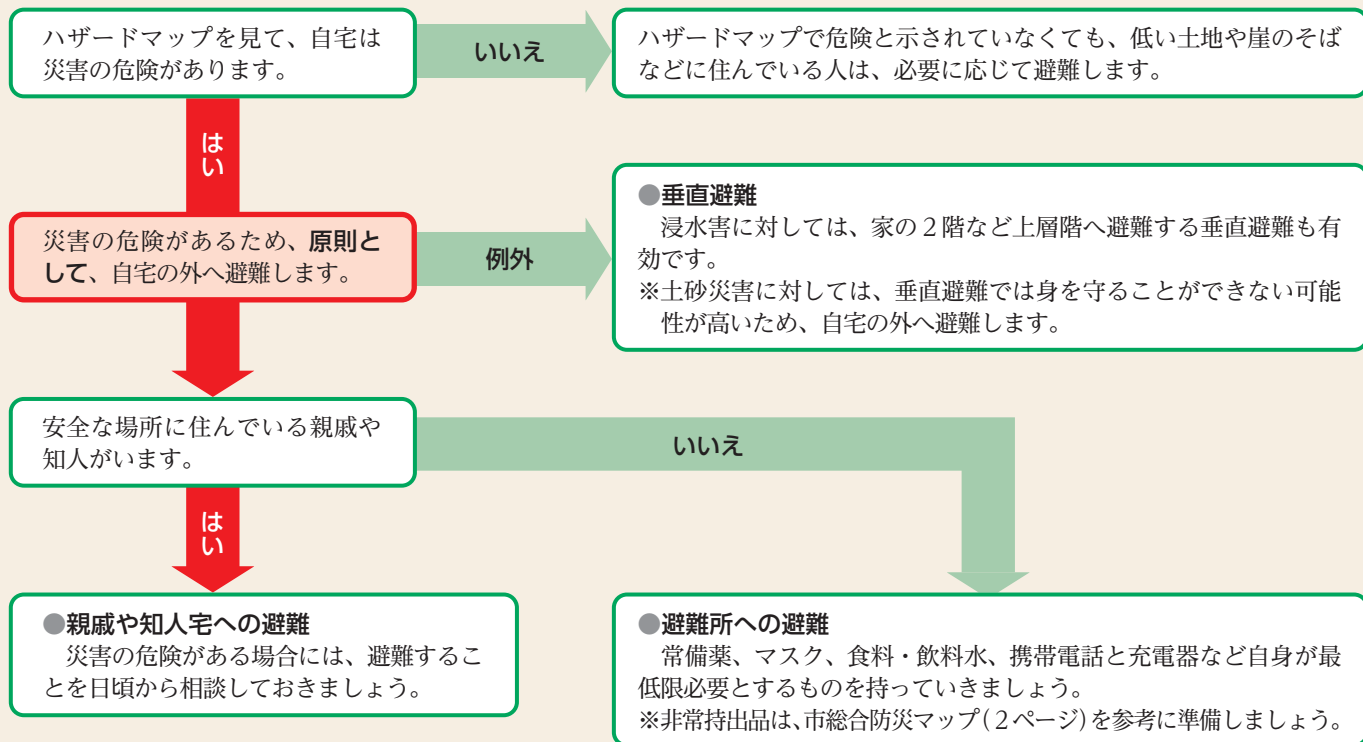 ハザードマップを見て、自宅は
災害の危険があります。
いいえ
ハザードマップで危険と示されていなくても、低い土地や崖のそば
などに住んでいる人は、必要に応じて避難します。
はい
災害の危険があるため、原則と
して、自宅の外へ避難します。
例外
●垂直避難
浸水害に対しては、家の２階など上層階へ避難する垂直避難も有
効です。
※土砂災害に対しては、垂直避難では身を守ることができない可能
性が高いため、自宅の外へ避難します。
安全な場所に住んでいる親戚や
知人がいます。
いいえ
はい
●親戚や知人宅への避難
災害の危険がある場合には、避難するこ
とを日頃から相談しておきましょう。
●避難所への避難
常備薬、マスク、食料・飲料水、携帯電話と充電器など自身が最
低限必要とするものを持っていきましょう。
※非常持出品は、市総合防災マップ（２ページ）を参考に準備しましょう。